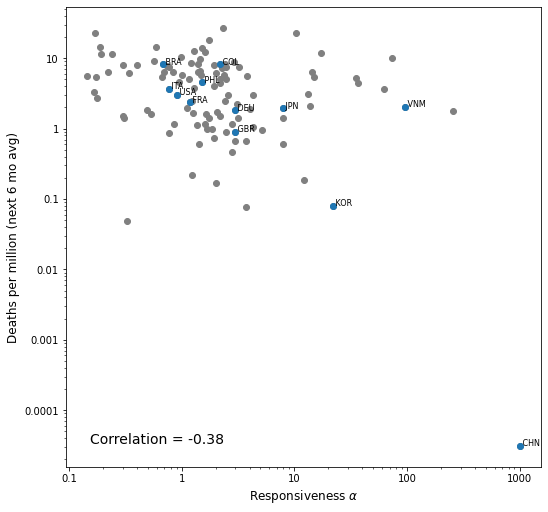 10
1
0.1
0.01
0.001
0.0001
Deaths per million (next 6 mo avg)
BRA
COL
PHL
ITA
USA
FRA
DEU
JPN
VNM
GBR
KOR
CHN
Correlation = -0.38
0.1
1
10
100
1000
Responsiveness α